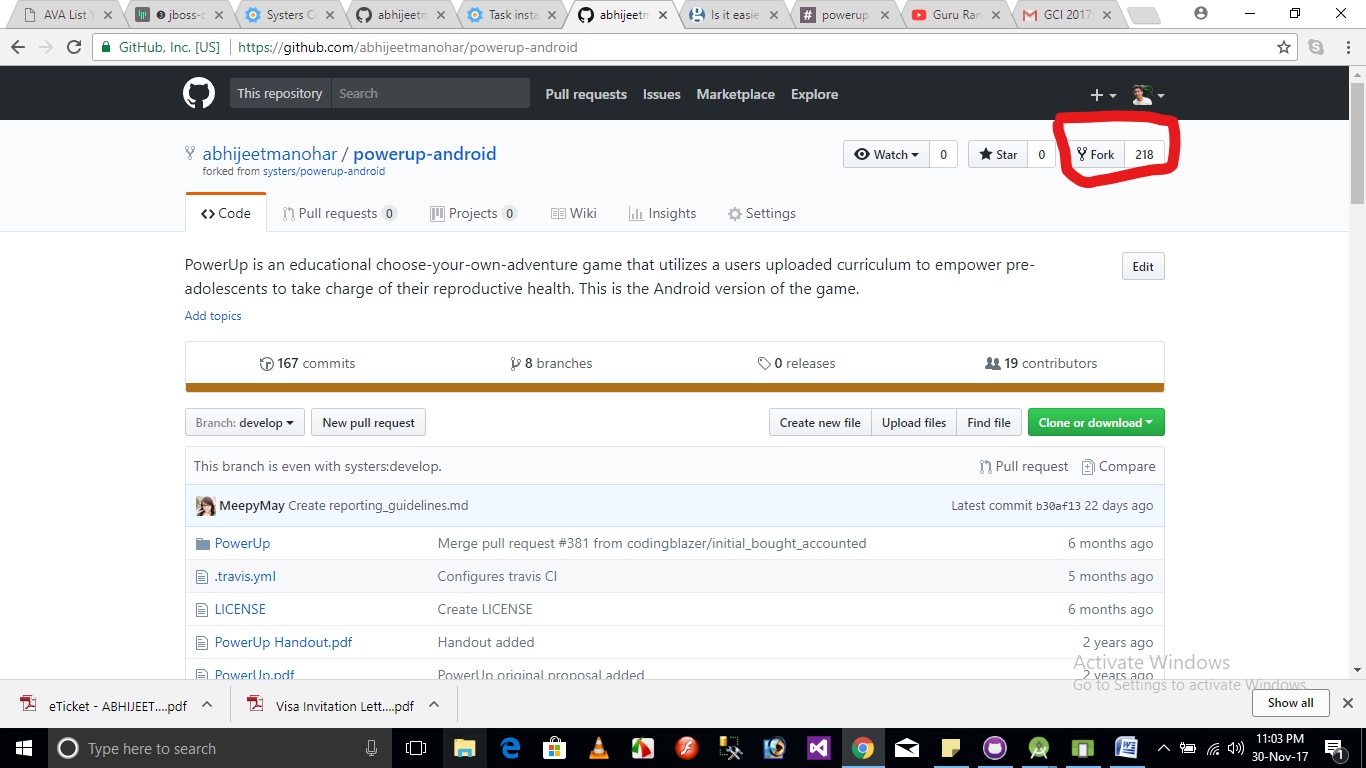 AVA List Y
jboss-c
Systers C
abhijeetm
Task insta
abhijeetm
Is it easie
powerup
Guru Ran
GCI 2017
GitHub, Inc. [US] https://github.com/abhijeetmanohar/powerup-android
This repository Search Pull requests Issues Marketplace Explore
abhijeetmanohar / powerup-android
Watch 0 Star 0 Fork 218
forked from systers/powerup-android
Code Pull requests 0 Projects 0 Wiki Insights Settings
PowerUp is an educational choose-your-own-adventure game that utilizes a users uploaded curriculum to empower pre-
adolescents to take charge of their reproductive health. This is the Android version of the game.
Edit
Add topics
167 commits 8 branches 0 releases 19 contributors
Branch: develop New pull request Create new file Upload files Find file Clone or download
This branch is even with systers:develop. Pull request Compare
MeepyMay Create reporting_guidelines.md Latest commit b30af13 22 days ago
PowerUp Merge pull request #381 from codingblazer/initial_bought_accounted 6 months ago
.travis.yml Configures travis CI 5 months ago
LICENSE Create LICENSE 6 months ago
PowerUp Handout.pdf Handout added 2 years ago
PowerUp.pdf PowerUp original proposal added 2 years ago
Activate Windows
Go to Settings to activate Windows.
eTicket - ABHIJEET....pdf Visa Invitation Lett....pdf Show all
Type here to search
11:03 PM
30-Nov-17
1